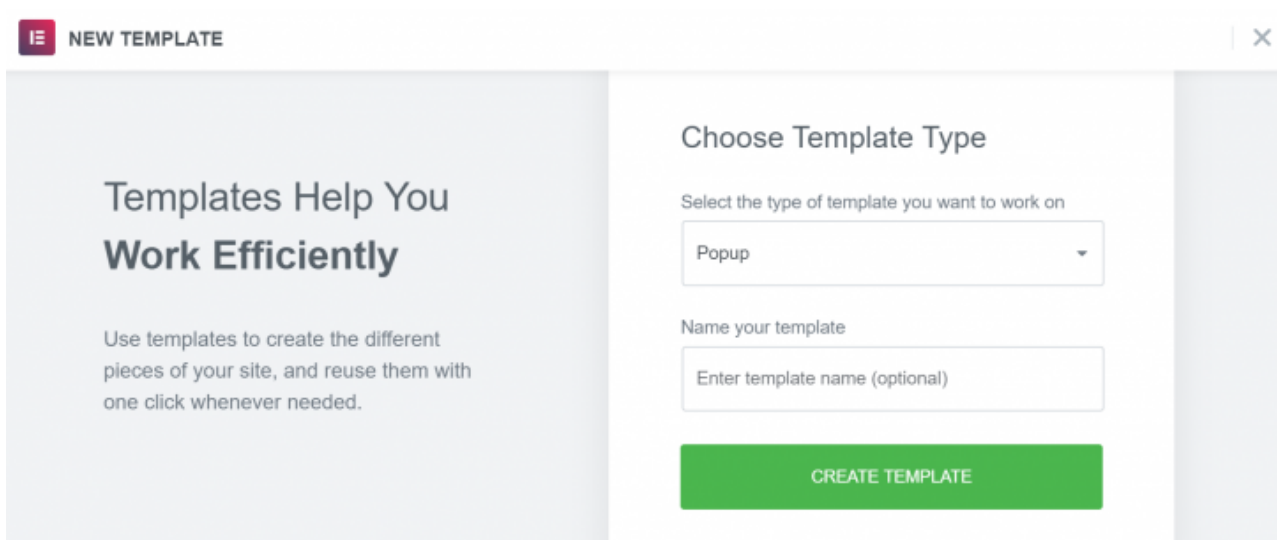 NEW TEMPLATE
Templates Help You
Work Efficiently
Use templates to create the different
pieces of your site, and reuse them with
one click whenever needed.
Choose Template Type
Select the type of template you want to work on
Popup
Name your template
Enter template name (optional)
CREATE TEMPLATE